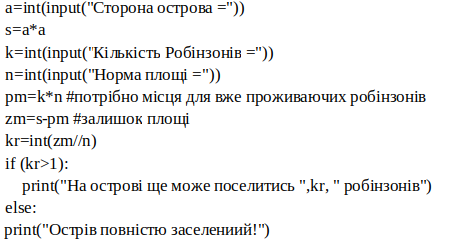 a=int(input("Сторона острова ="))
s=a*a
k=int(input("Кількість Робінзонів ="))
n=int(input("Норма площі ="))
pm=k*n #потрібно місця для вже проживаючих робінзонів
zm=s-pm #залишок площі
kr=int(zm//n)
if (kr>1):
    print("На острові ще може поселитись ",kr, " робінзонів")
else:
print("Острів повністю заселениий!")